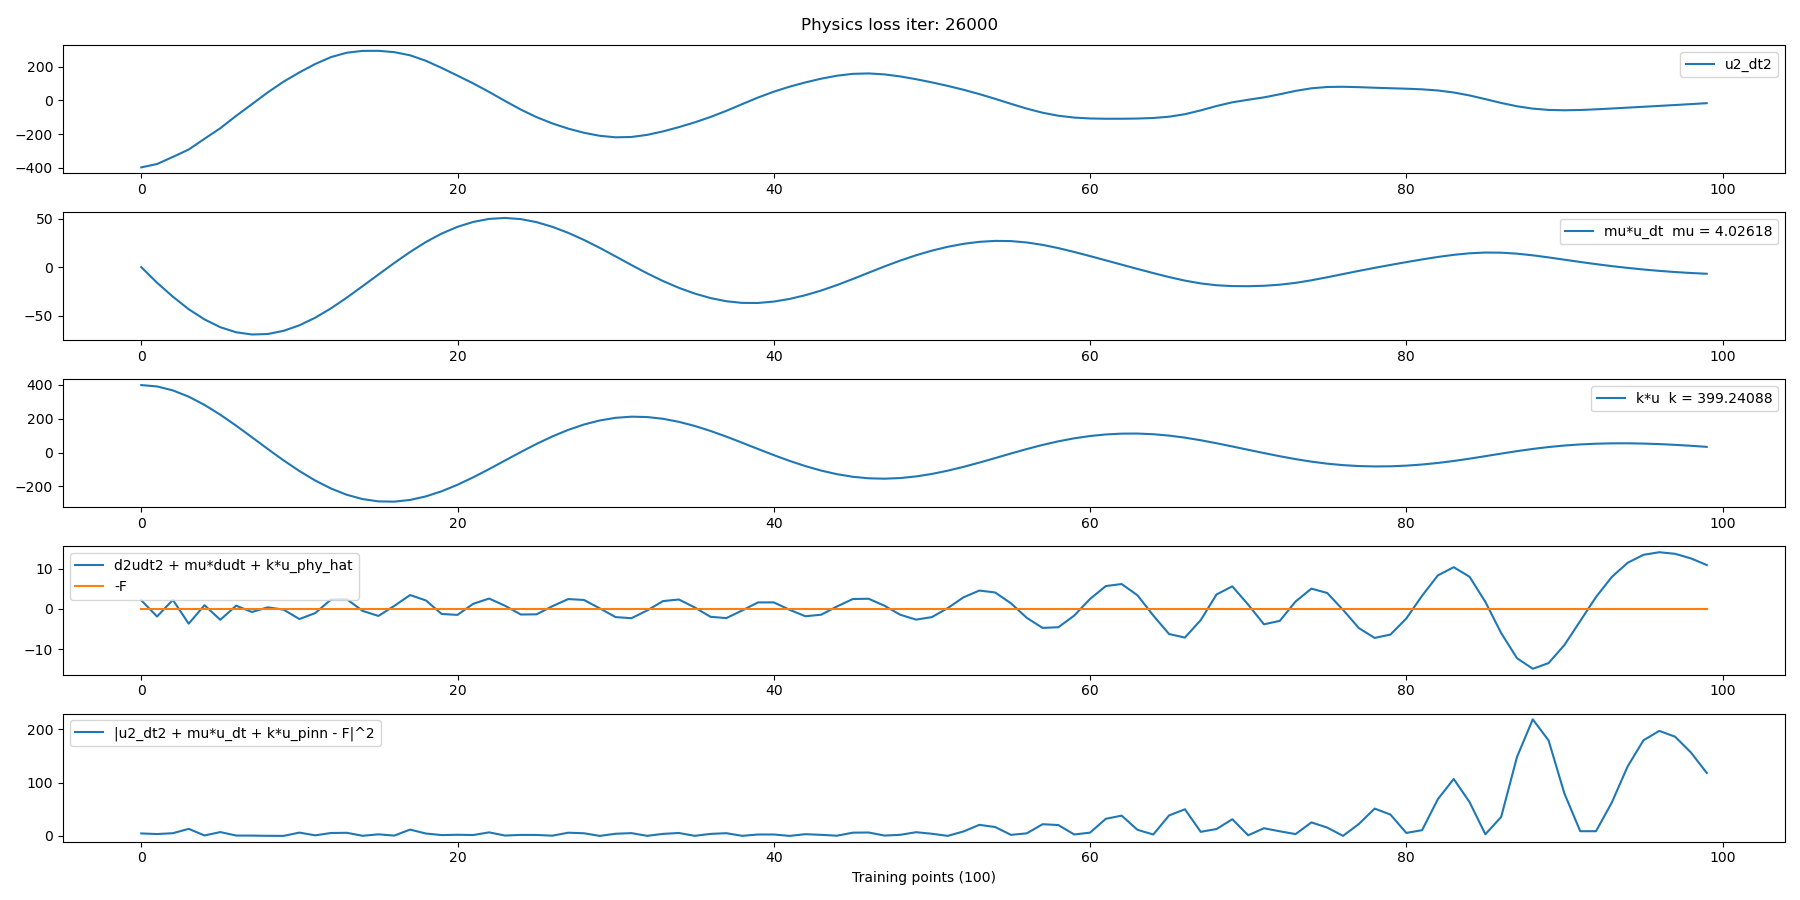 Physics loss iter: 26000
200
0
−200
−400
u2_dt2
0 20 40 60 80 100
50
0
−50
mu*u_dt mu = 4.02618
0 20 40 60 80 100
400
200
0
−200
k*u k = 399.24088
0 20 40 60 80 100
10
0
−10
d2udt2 + mu*dudt + k*u_phy_hat
-F
0 20 40 60 80 100
200
100
0
|u2_dt2 + mu*u_dt + k*u_pinn - F|^2
0 20 40 60 80 100
Training points (100)